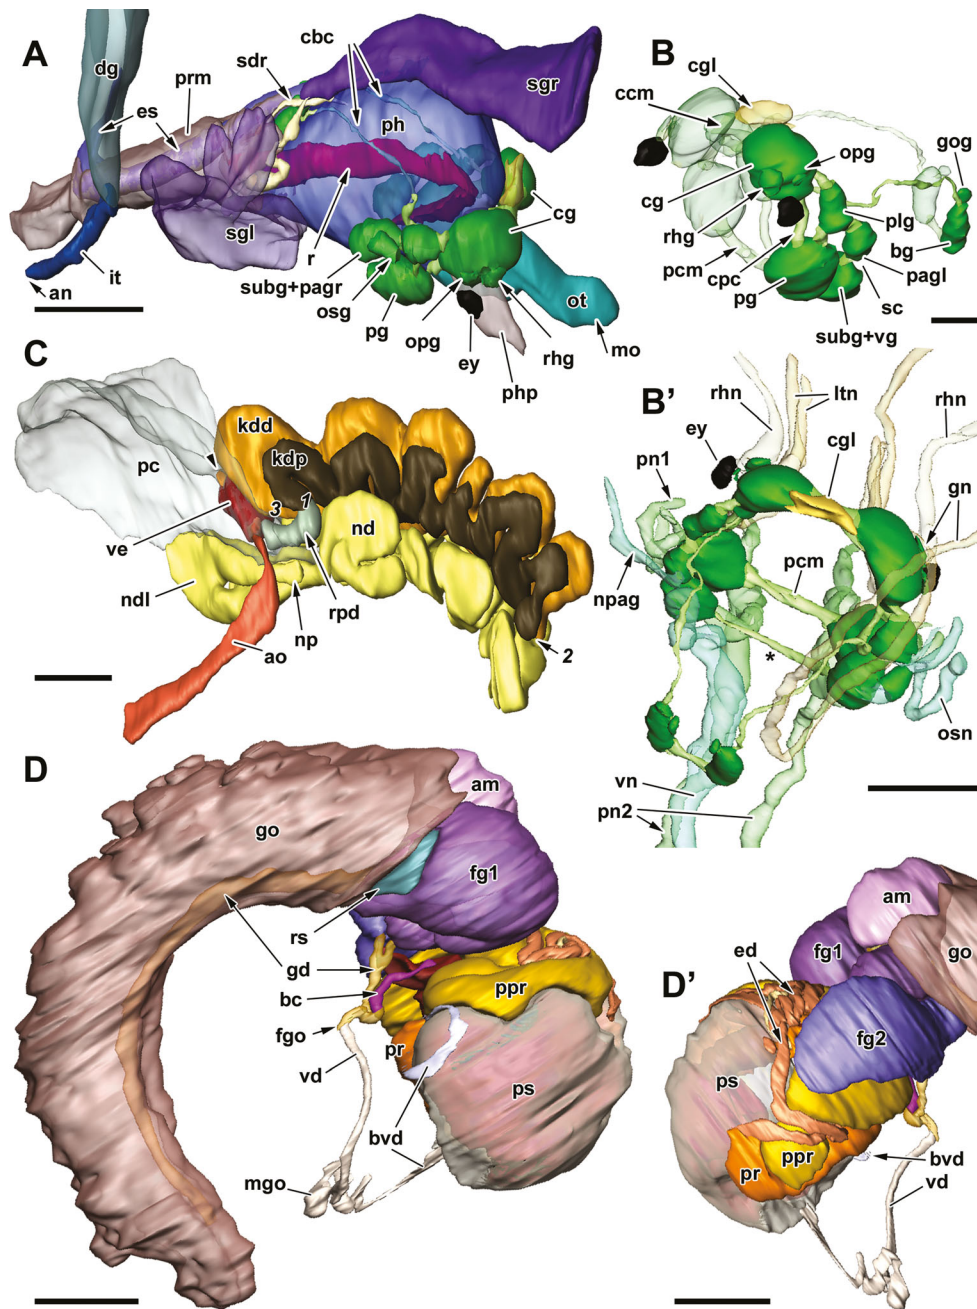 A
dg
prm
es
sdr
cbc
sgr
ph
sgl
r
cg
it
an
subg+pagr
osg
pg
opg
ey
php
rhg
ot
mo
B
cgl
ccm
opg
gog
cg
rhg
plg
pcm
cpc
bg
pagl
pg
sc
subg+vg
C
kdd
pc
kdp
1
3
ve
nd
ndl
rpd
np
ao
2
B'
rhn
ltn
rhn
ey
cgl
pn1
gn
pcm
npag
*
osn
vn
pn2
D
am
go
fg1
rs
gd
bc
ppr
fgo
pr
vd
ps
bvd
mgo
D'
am
fg1
go
ed
fg2
ps
ppr
pr
bvd
vd